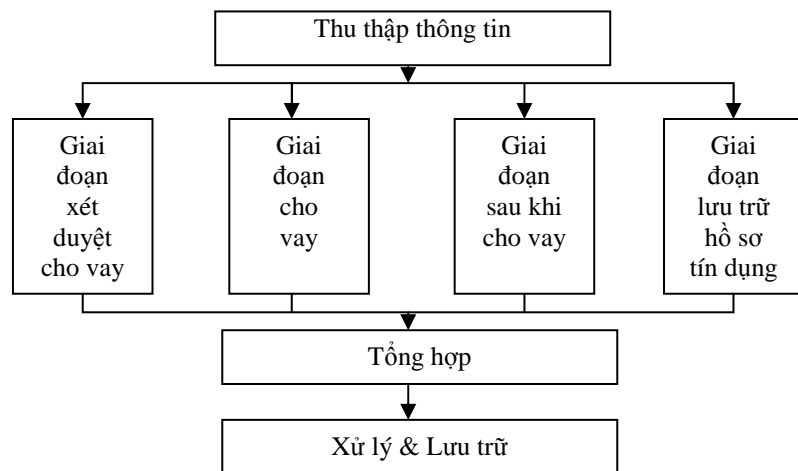 Thu thập thông tin
Giai
đoạn
xét
duyệt
cho vay
Giai
đoạn
cho
vay
Giai
đoạn
sau khi
cho vay
Giai
đoạn
lưu trữ
hồ sơ
tín dụng
Tổng hợp
Xử lý & Lưu trữ